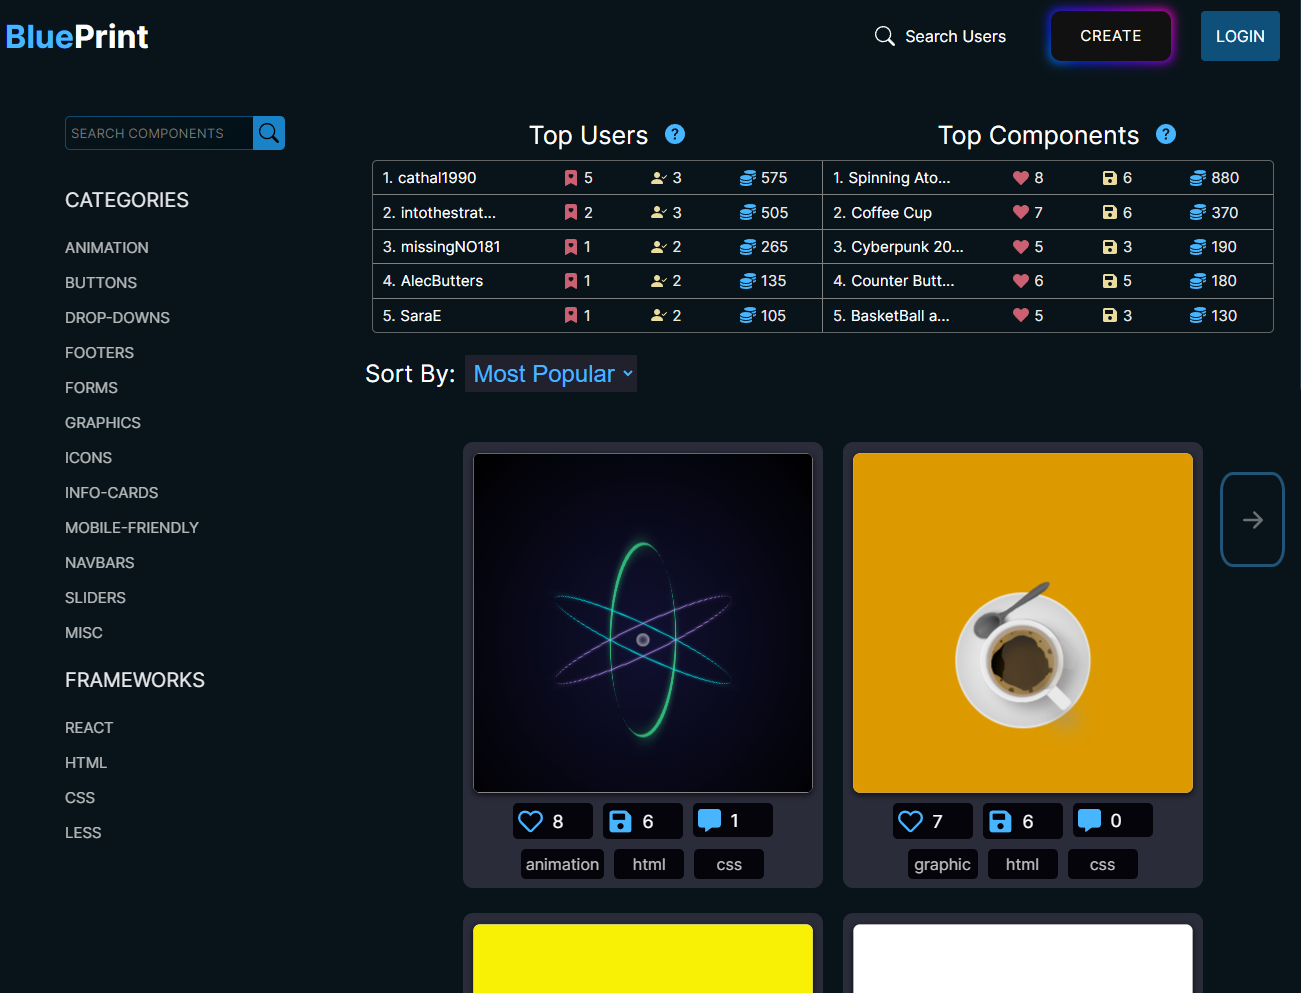 BluePrint
Search Users
CREATE
LOGIN
SEARCH COMPONENTS
CATEGORIES
ANIMATION
BUTTONS
DROP-DOWNS
FOOTERS
FORMS
GRAPHICS
ICONS
INFO-CARDS
MOBILE-FRIENDLY
NAVBARS
SLIDERS
MISC
FRAMEWORKS
REACT
HTML
CSS
LESS
Top Users ?
1. cathal1990 5 3 575
2. intothestrat... 2 3 505
3. missingNO181 1 2 265
4. AlecButters 1 2 135
5. SaraE 1 2 105
Top Components ?
1. Spinning Ato... 8 6 880
2. Coffee Cup 7 6 370
3. Cyberpunk 20... 5 3 190
4. Counter Butt... 6 5 180
5. BasketBall a... 5 3 130
Sort By: Most Popular
8 6 1
animation html css
7 6 0
graphic html css